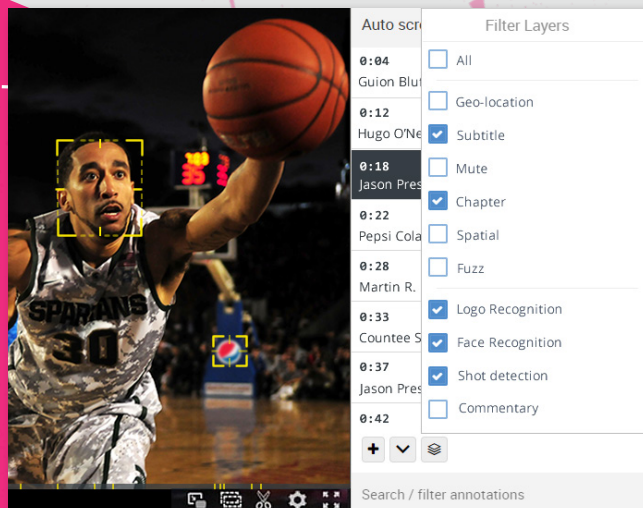 Auto scr
Filter Layers
0:04
Guion Blu
All
Geo-location
0:12
Hugo O'Ne
Subtitle
0:18
Jason Pres
Mute
Chapter
0:22
Pepsi Cola
Spatial
0:28
Martin R.
Fuzz
0:33
Countee S
Logo Recognition
Face Recognition
0:37
Jason Pres
Shot detection
0:42
Commentary
Search / filter annotations
SPARTANS
30
35